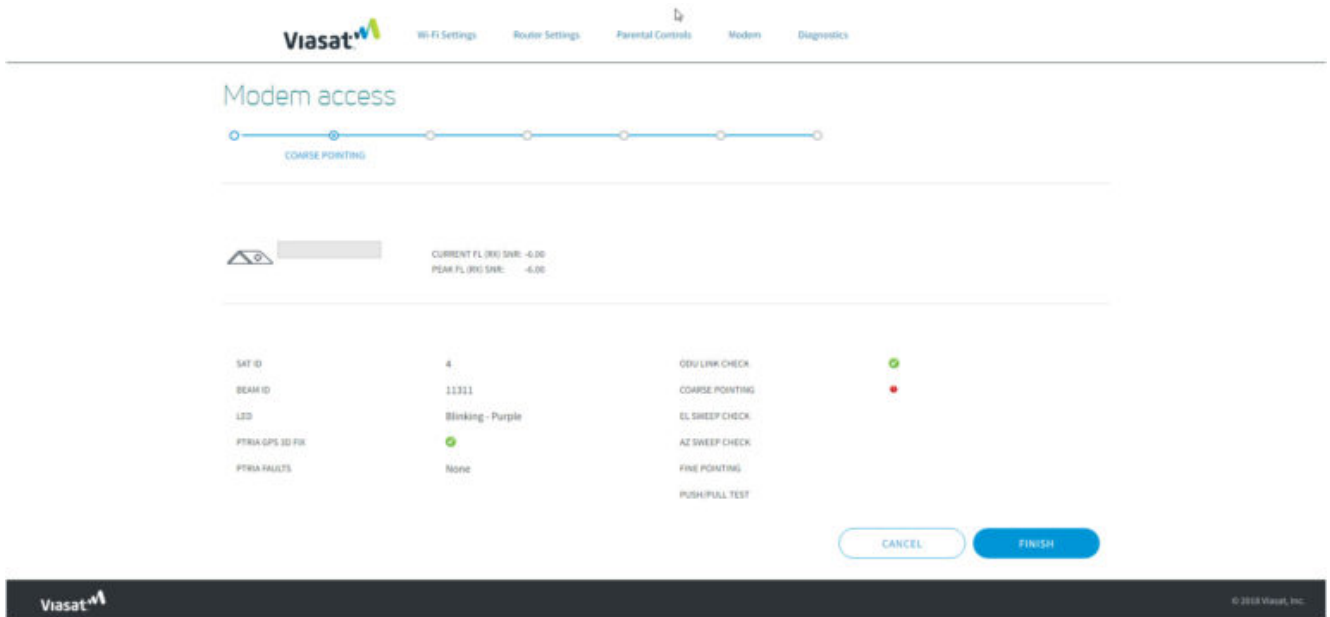 Viasat
Wi-Fi Settings Router Settings Parental Controls Modem Diagnostics
Modem access
COARSE POINTING
CURRENT FL (RX) SNR: -6.00
PEAK FL (RX) SNR: -6.00
SAT ID 4 ODU LINK CHECK
BEAM ID 11311 COARSE POINTING
LED Blinking - Purple EL SWEEP CHECK
PTRIA GPS 3D FIX AZ SWEEP CHECK
PTRIA FAULTS None FINE POINTING
PUSH/PULL TEST
CANCEL FINISH
Viasat © 2018 Viasat, Inc.